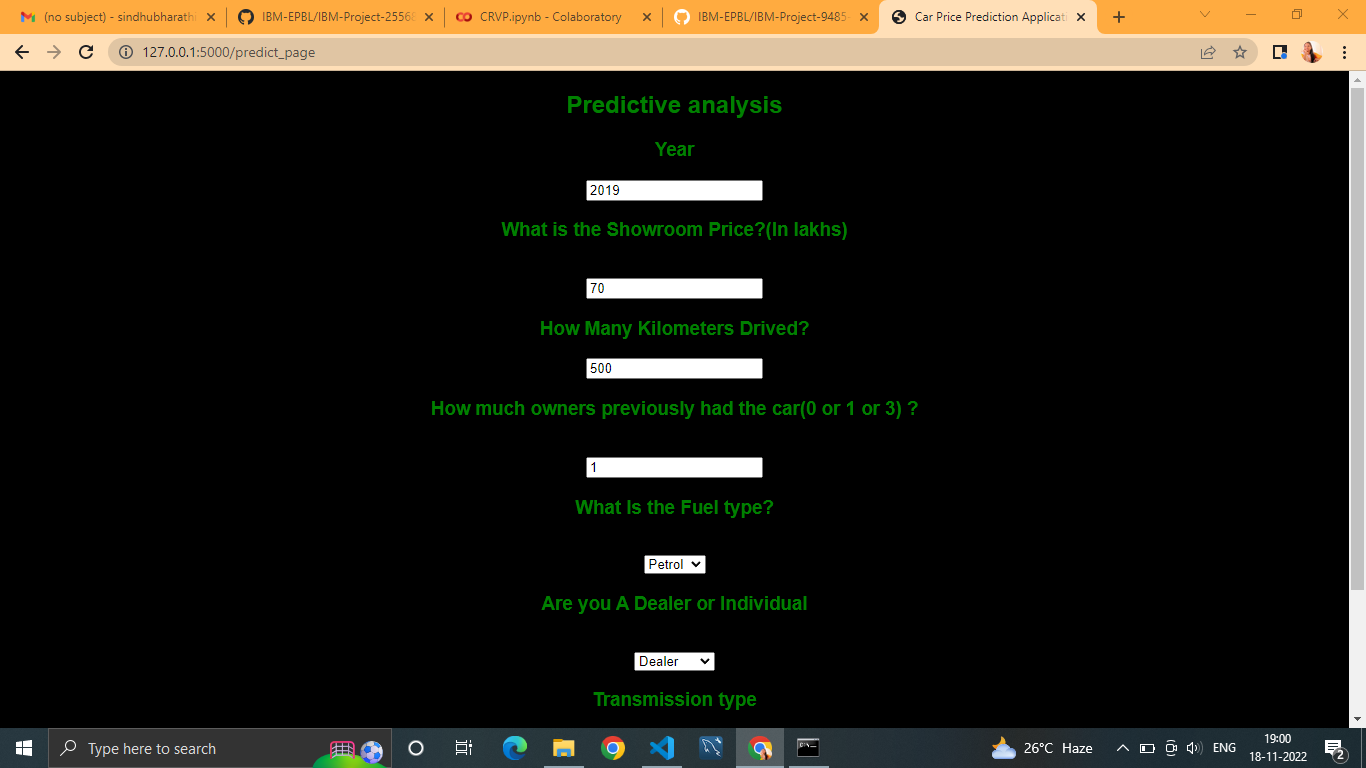 (no subject) - sindhubharathi
IBM-EPBL/IBM-Project-25568
CRVP.ipynb - Colaboratory
IBM-EPBL/IBM-Project-9485-
Car Price Prediction Applicati
127.0.0.1:5000/predict_page
Predictive analysis
Year
2019
What is the Showroom Price?(In lakhs)
70
How Many Kilometers Drived?
500
How much owners previously had the car(0 or 1 or 3) ?
1
What Is the Fuel type?
Petrol
Are you A Dealer or Individual
Dealer
Transmission type
Type here to search
26°C Haze
ENG
19:00
18-11-2022
2